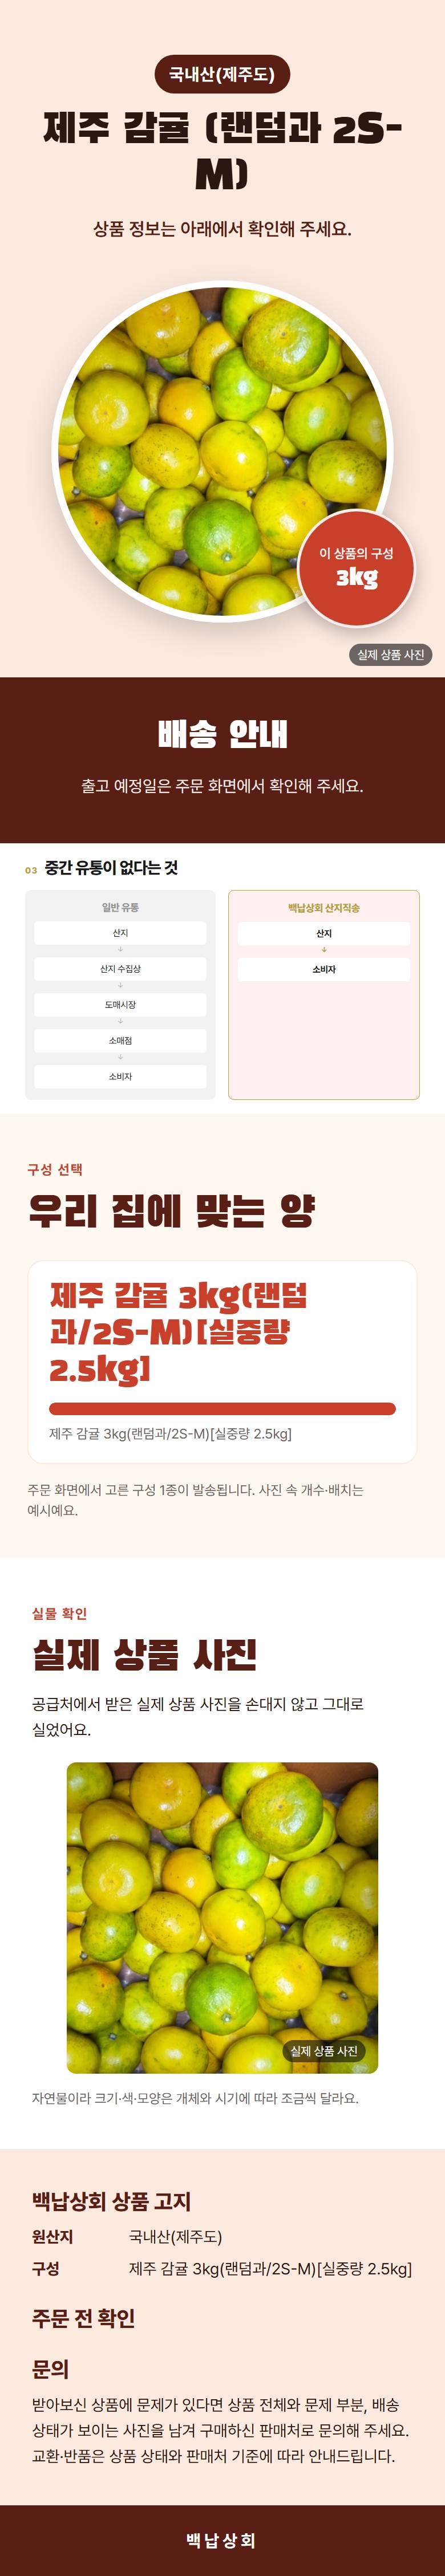 국내산(제주도)
제주 감귤 (랜덤과 2S-
M)
상품 정보는 아래에서 확인해 주세요.
이 상품의 구성
3kg
실제 상품 사진
배송 안내
출고 예정일은 주문 화면에서 확인해 주세요.
03 중간 유통이 없다는 것
일반 유통
산지
↓
산지 수집상
↓
도매시장
↓
소매점
↓
소비자
백납상회 산지직송
산지
↓
소비자
구성 선택
우리 집에 맞는 양
제주 감귤 3kg(랜덤
과/2S-M)[실중량
2.5kg]
제주 감귤 3kg(랜덤과/2S-M)[실중량 2.5kg]
주문 화면에서 고른 구성 1종이 발송됩니다. 사진 속 개수·배치는
예시예요.
실물 확인
실제 상품 사진
공급처에서 받은 실제 상품 사진을 손대지 않고 그대로
실었어요.
실제 상품 사진
자연물이라 크기·색·모양은 개체와 시기에 따라 조금씩 달라요.
백납상회 상품 고지
원산지 국내산(제주도)
구성 제주 감귤 3kg(랜덤과/2S-M)[실중량 2.5kg]
주문 전 확인
문의
받아보신 상품에 문제가 있다면 상품 전체와 문제 부분, 배송
상태가 보이는 사진을 남겨 구매하신 판매처로 문의해 주세요.
교환·반품은 상품 상태와 판매처 기준에 따라 안내드립니다.
백납상회